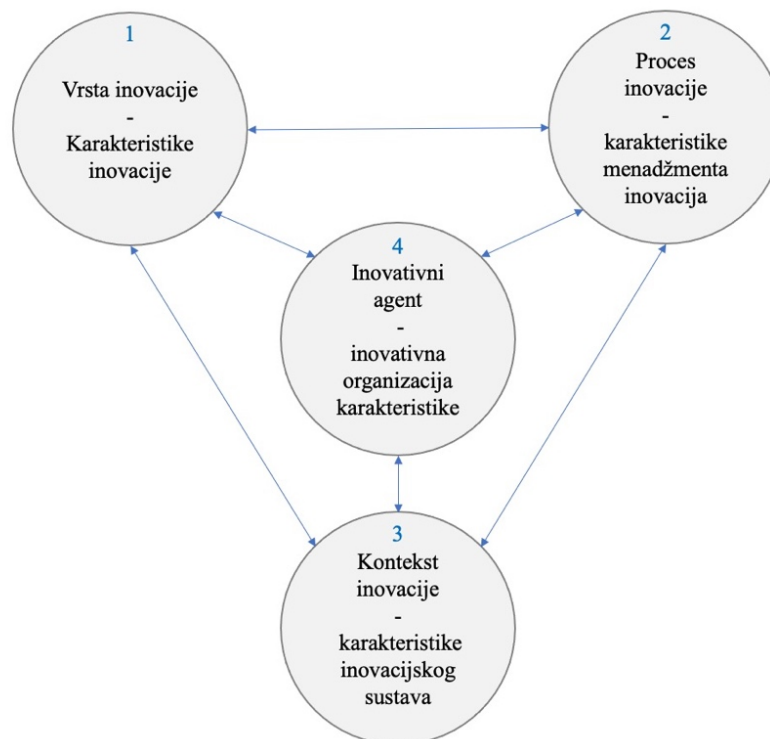 1
Vrsta inovacije
-
Karakteristike
inovacije
2
Proces
inovacije
-
karakteristike
menadžmenta
inovacija
4
Inovativni
agent
-
inovativna
organizacija
karakteristike
3
Kontekst
inovacije
-
karakteristike
inovacijskog
sustava